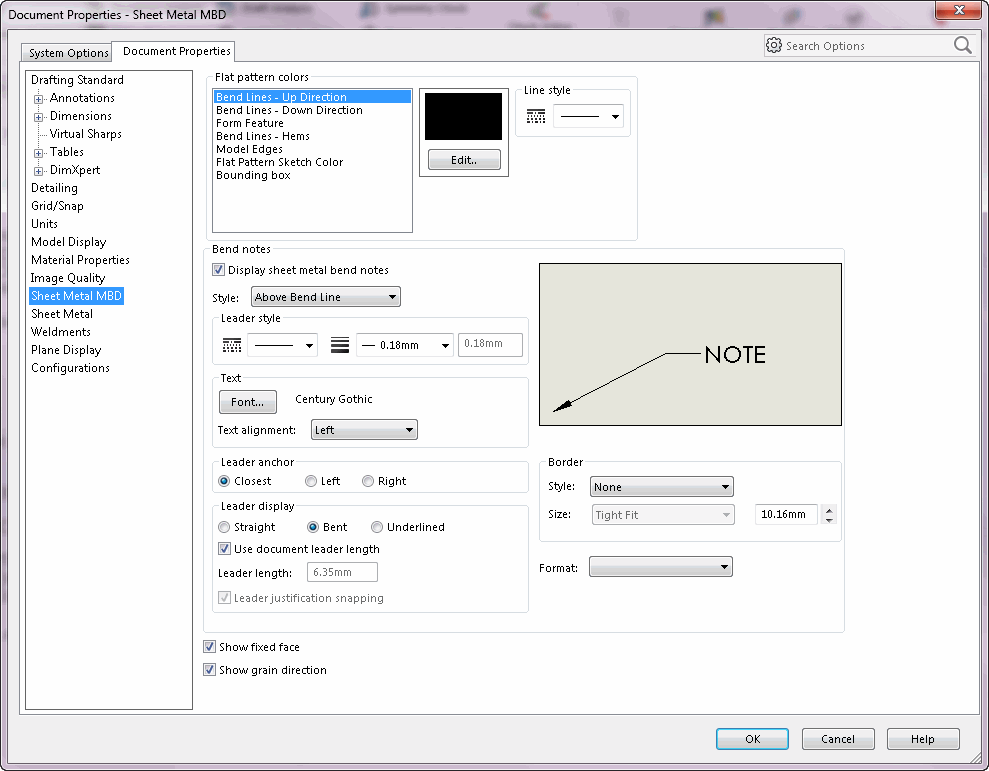 Document Properties - Sheet Metal MBD
System Options
Document Properties
Search Options
Drafting Standard
Annotations
Dimensions
Virtual Sharps
Tables
DimXpert
Detailing
Grid/Snap
Units
Model Display
Material Properties
Image Quality
Sheet Metal MBD
Sheet Metal
Weldments
Plane Display
Configurations
Flat pattern colors
Bend Lines - Up Direction
Bend Lines - Down Direction
Form Feature
Bend Lines - Hems
Model Edges
Flat Pattern Sketch Color
Bounding box
Edit..
Line style
Bend notes
Display sheet metal bend notes
Style: Above Bend Line
Leader style
0.18mm 0.18mm
Text
Font... Century Gothic
Text alignment: Left
Leader anchor
Closest Left Right
Leader display
Straight Bent Underlined
Use document leader length
Leader length: 6.35mm
Leader justification snapping
NOTE
Border
Style: None
Size: Tight Fit 10.16mm
Format:
Show fixed face
Show grain direction
OK Cancel Help